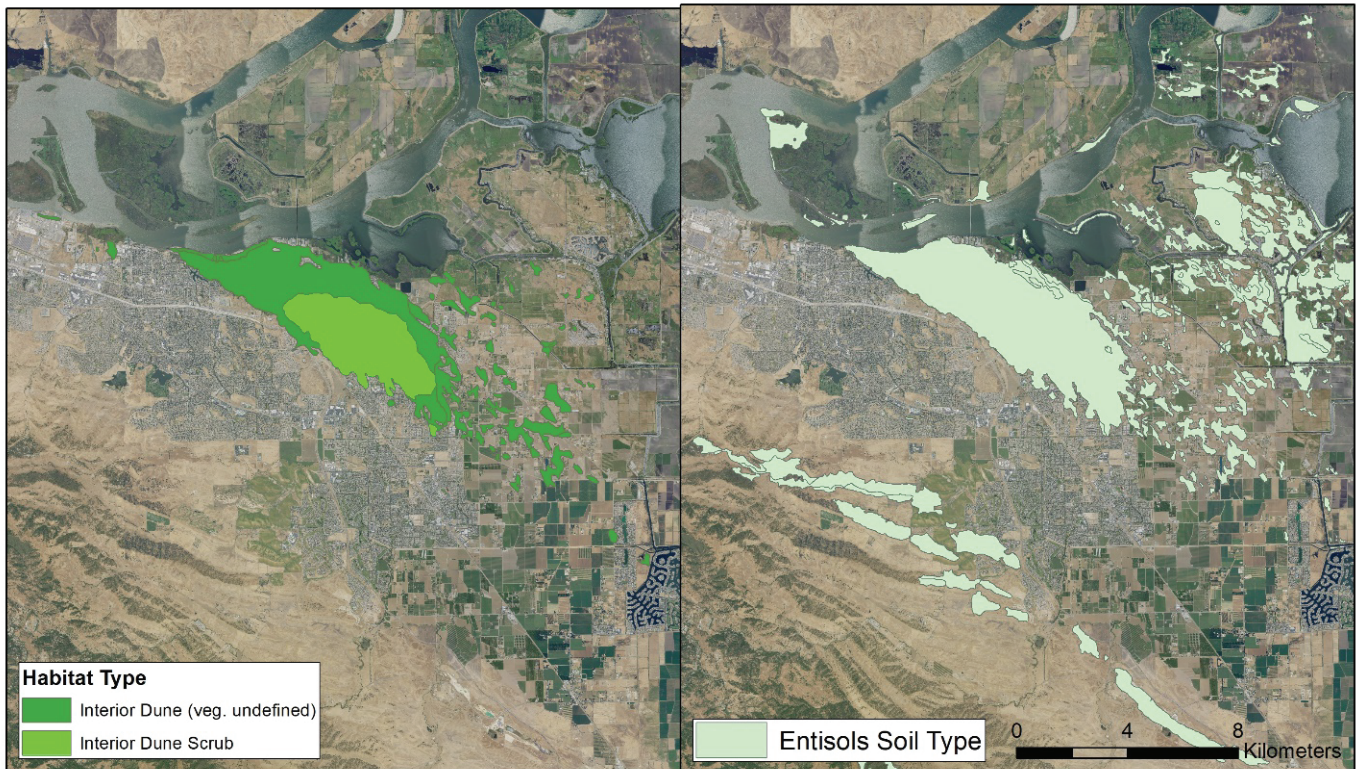 Habitat Type
Interior Dune (veg. undefined)
Interior Dune Scrub
Entisols Soil Type
0 4 8
Kilometers